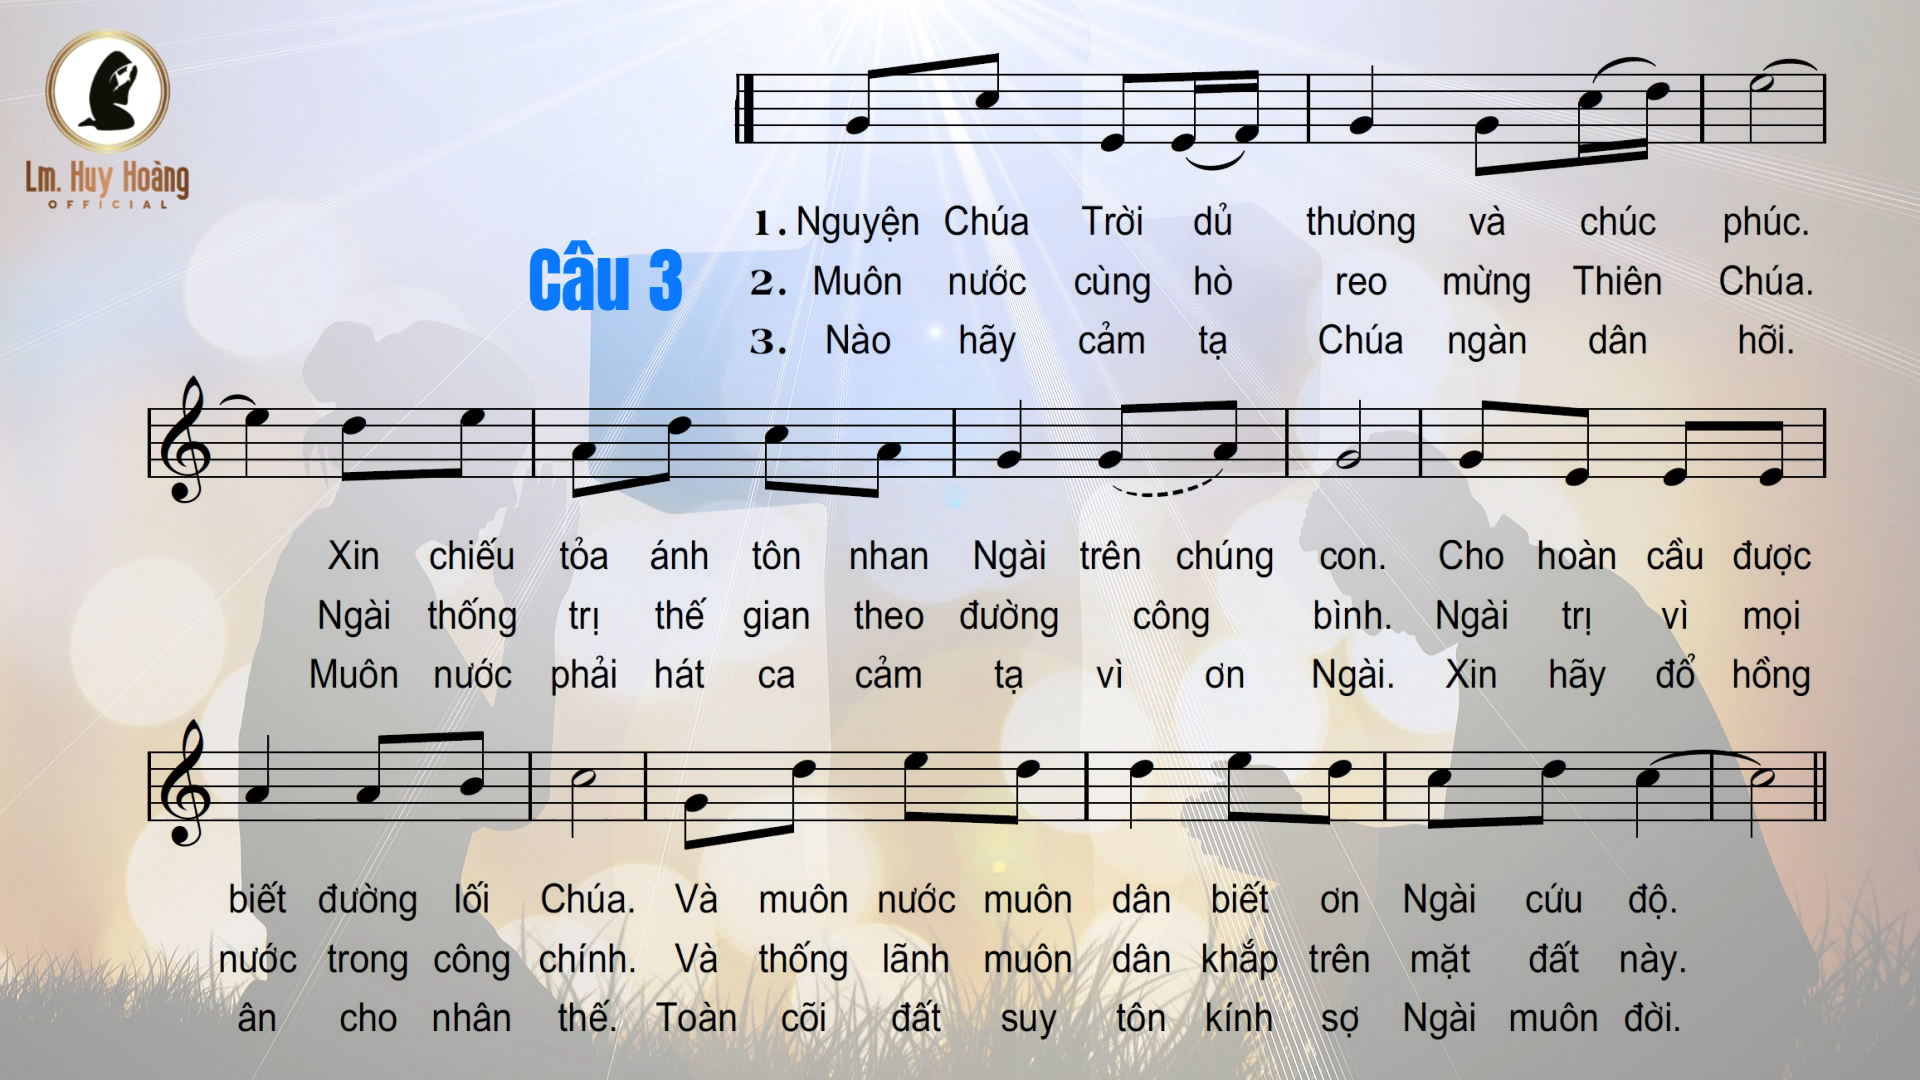 Lm. Huy Hoàng
OFFICIAL
Câu 3
1. Nguyện Chúa Trời dủ thương và chúc phúc.
2. Muôn nước cùng hò reo mừng Thiên Chúa.
3. Nào hãy cảm tạ Chúa ngàn dân hỡi.
Xin chiếu tỏa ánh tôn nhan Ngài trên chúng con. Cho hoàn cầu được
Ngài thống trị thế gian theo đường công bình. Ngài trị vì mọi
Muôn nước phải hát ca cảm tạ vì ơn Ngài. Xin hãy đổ hồng
biết đường lối Chúa. Và muôn nước muôn dân biết ơn Ngài cứu độ.
nước trong công chính. Và thống lãnh muôn dân khắp trên mặt đất này.
ân cho nhân thế. Toàn cõi đất suy tôn kính sợ Ngài muôn đời.